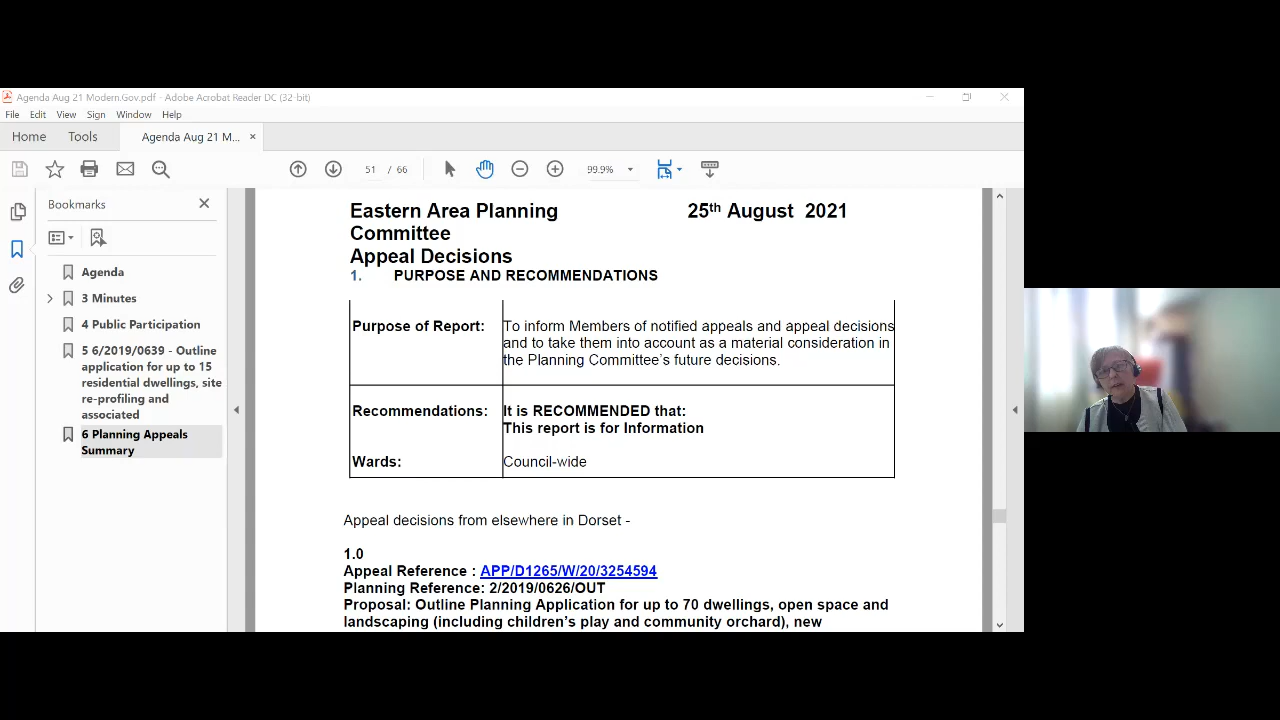 Agenda Aug 21 Modern.Gov.pdf - Adobe Acrobat Reader DC (32-bit)
File Edit View Sign Window Help
Home Tools Agenda Aug 21 M... ×
51 / 66 99.9%
Bookmarks
Agenda
3 Minutes
4 Public Participation
5 6/2019/0639 - Outline
application for up to 15
residential dwellings, site
re-profiling and
associated
6 Planning Appeals
Summary
Eastern Area Planning 25th August 2021
Committee
Appeal Decisions
1. PURPOSE AND RECOMMENDATIONS
Purpose of Report: To inform Members of notified appeals and appeal decisions
and to take them into account as a material consideration in
the Planning Committee's future decisions.
Recommendations: It is RECOMMENDED that:
This report is for Information
Wards: Council-wide
Appeal decisions from elsewhere in Dorset -
1.0
Appeal Reference : APP/D1265/W/20/3254594
Planning Reference: 2/2019/0626/OUT
Proposal: Outline Planning Application for up to 70 dwellings, open space and
landscaping (including children's play and community orchard), new